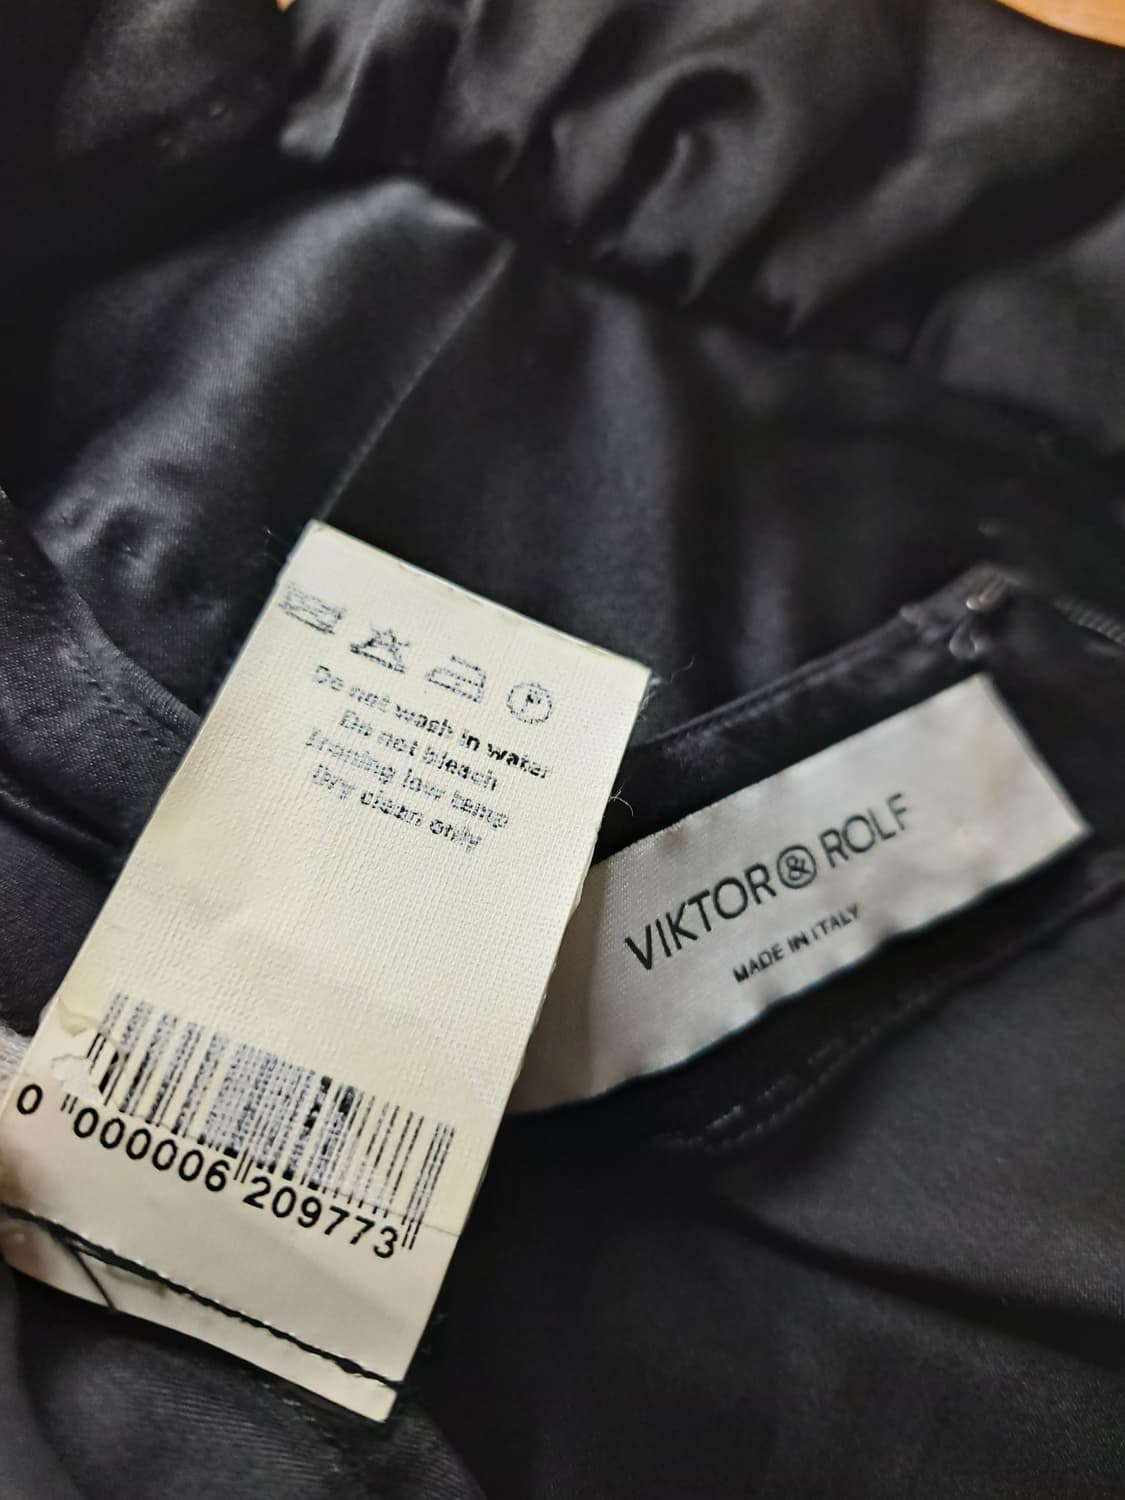 P
Do not wash in water
Do not bleach
Ironing low temp
Dry clean only
0 000006 209773
VIKTOR & ROLF
MADE IN ITALY